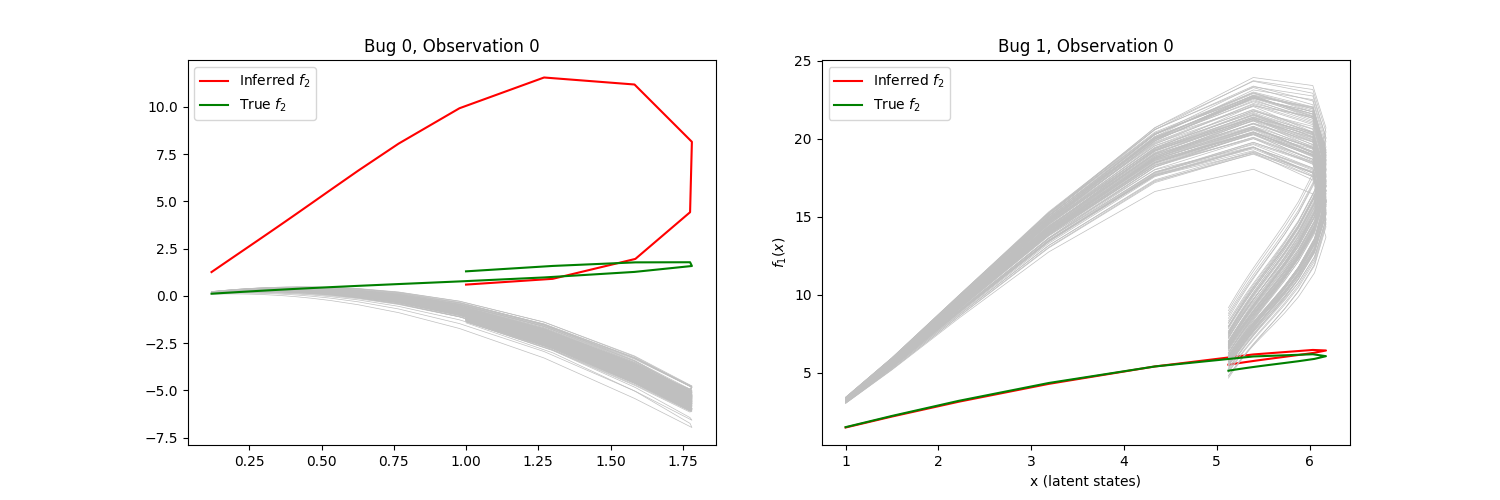 Bug 0, Observation 0
Inferred f₂
True f₂
10.0
7.5
5.0
2.5
0.0
−2.5
−5.0
−7.5
0.25 0.50 0.75 1.00 1.25 1.50 1.75
Bug 1, Observation 0
Inferred f₂
True f₂
25
20
15
10
5
f₁(x)
1 2 3 4 5 6
x (latent states)